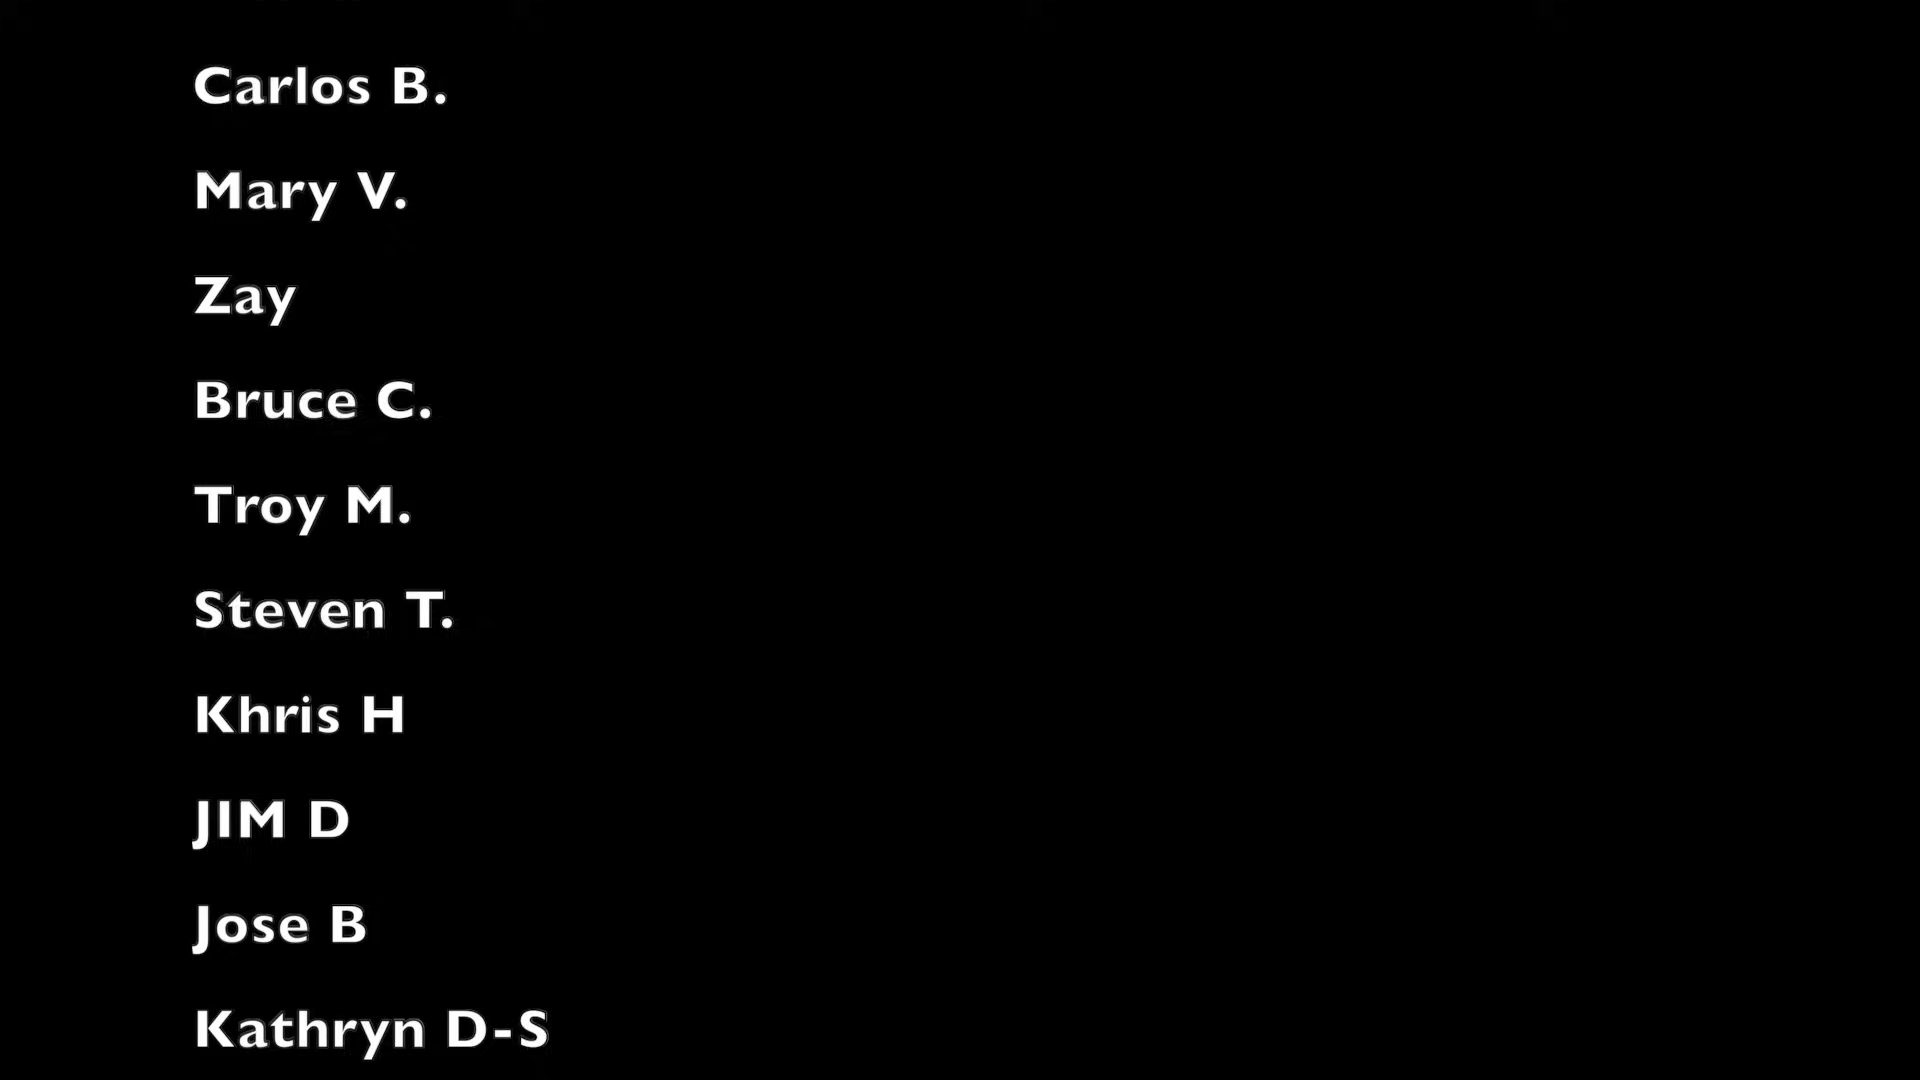 Carlos B.
Mary V.
Zay
Bruce C.
Troy M.
Steven T.
Khris H
JIM D
Jose B
Kathryn D-S